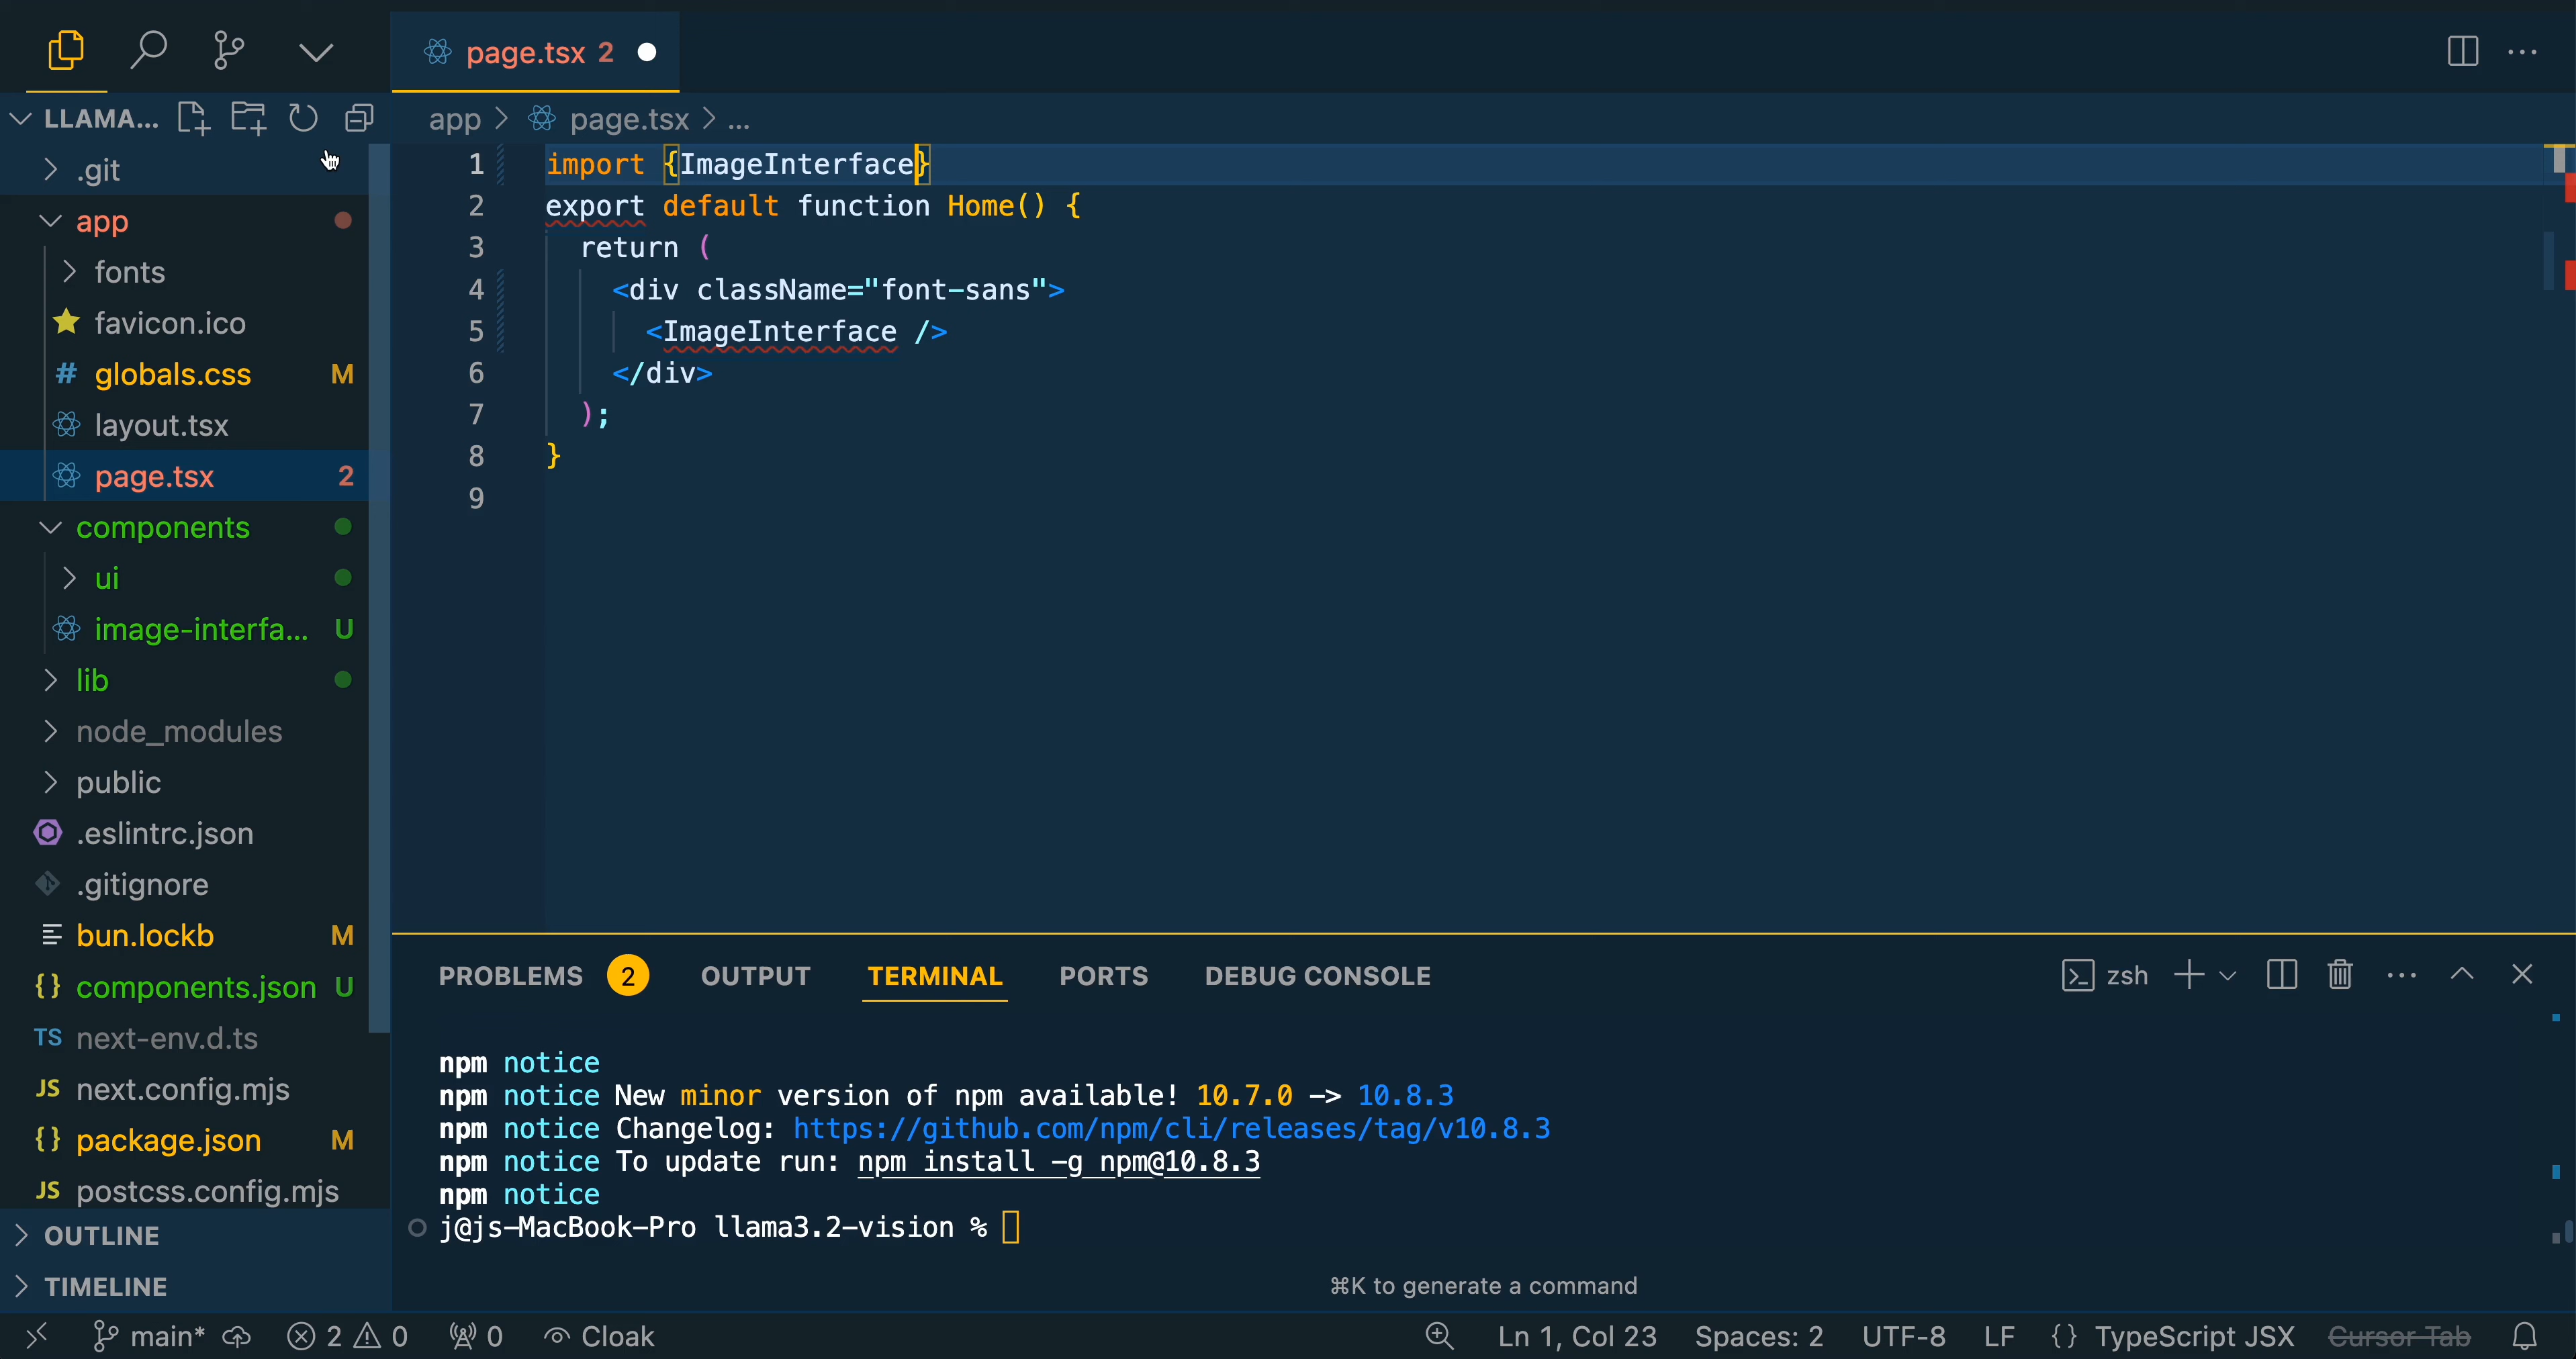 page.tsx 2
LLAMA...
app > page.tsx > ...
.git
app
fonts
favicon.ico
globals.css M
layout.tsx
page.tsx 2
components
ui
image-interfa... U
lib
node_modules
public
.eslintrc.json
.gitignore
bun.lockb M
components.json U
TS next-env.d.ts
JS next.config.mjs
package.json M
JS postcss.config.mjs
OUTLINE
TIMELINE
1 import {ImageInterface}
2 export default function Home() {
3 return (
4 <div className="font-sans">
5 <ImageInterface />
6 </div>
7 );
8 }
9
PROBLEMS 2 OUTPUT TERMINAL PORTS DEBUG CONSOLE zsh
npm notice
npm notice New minor version of npm available! 10.7.0 -> 10.8.3
npm notice Changelog: https://github.com/npm/cli/releases/tag/v10.8.3
npm notice To update run: npm install -g npm@10.8.3
npm notice
j@js-MacBook-Pro llama3.2-vision %
⌘K to generate a command
main* 2 0 0 Cloak Ln 1, Col 23 Spaces: 2 UTF-8 LF {} TypeScript JSX Cursor Tab